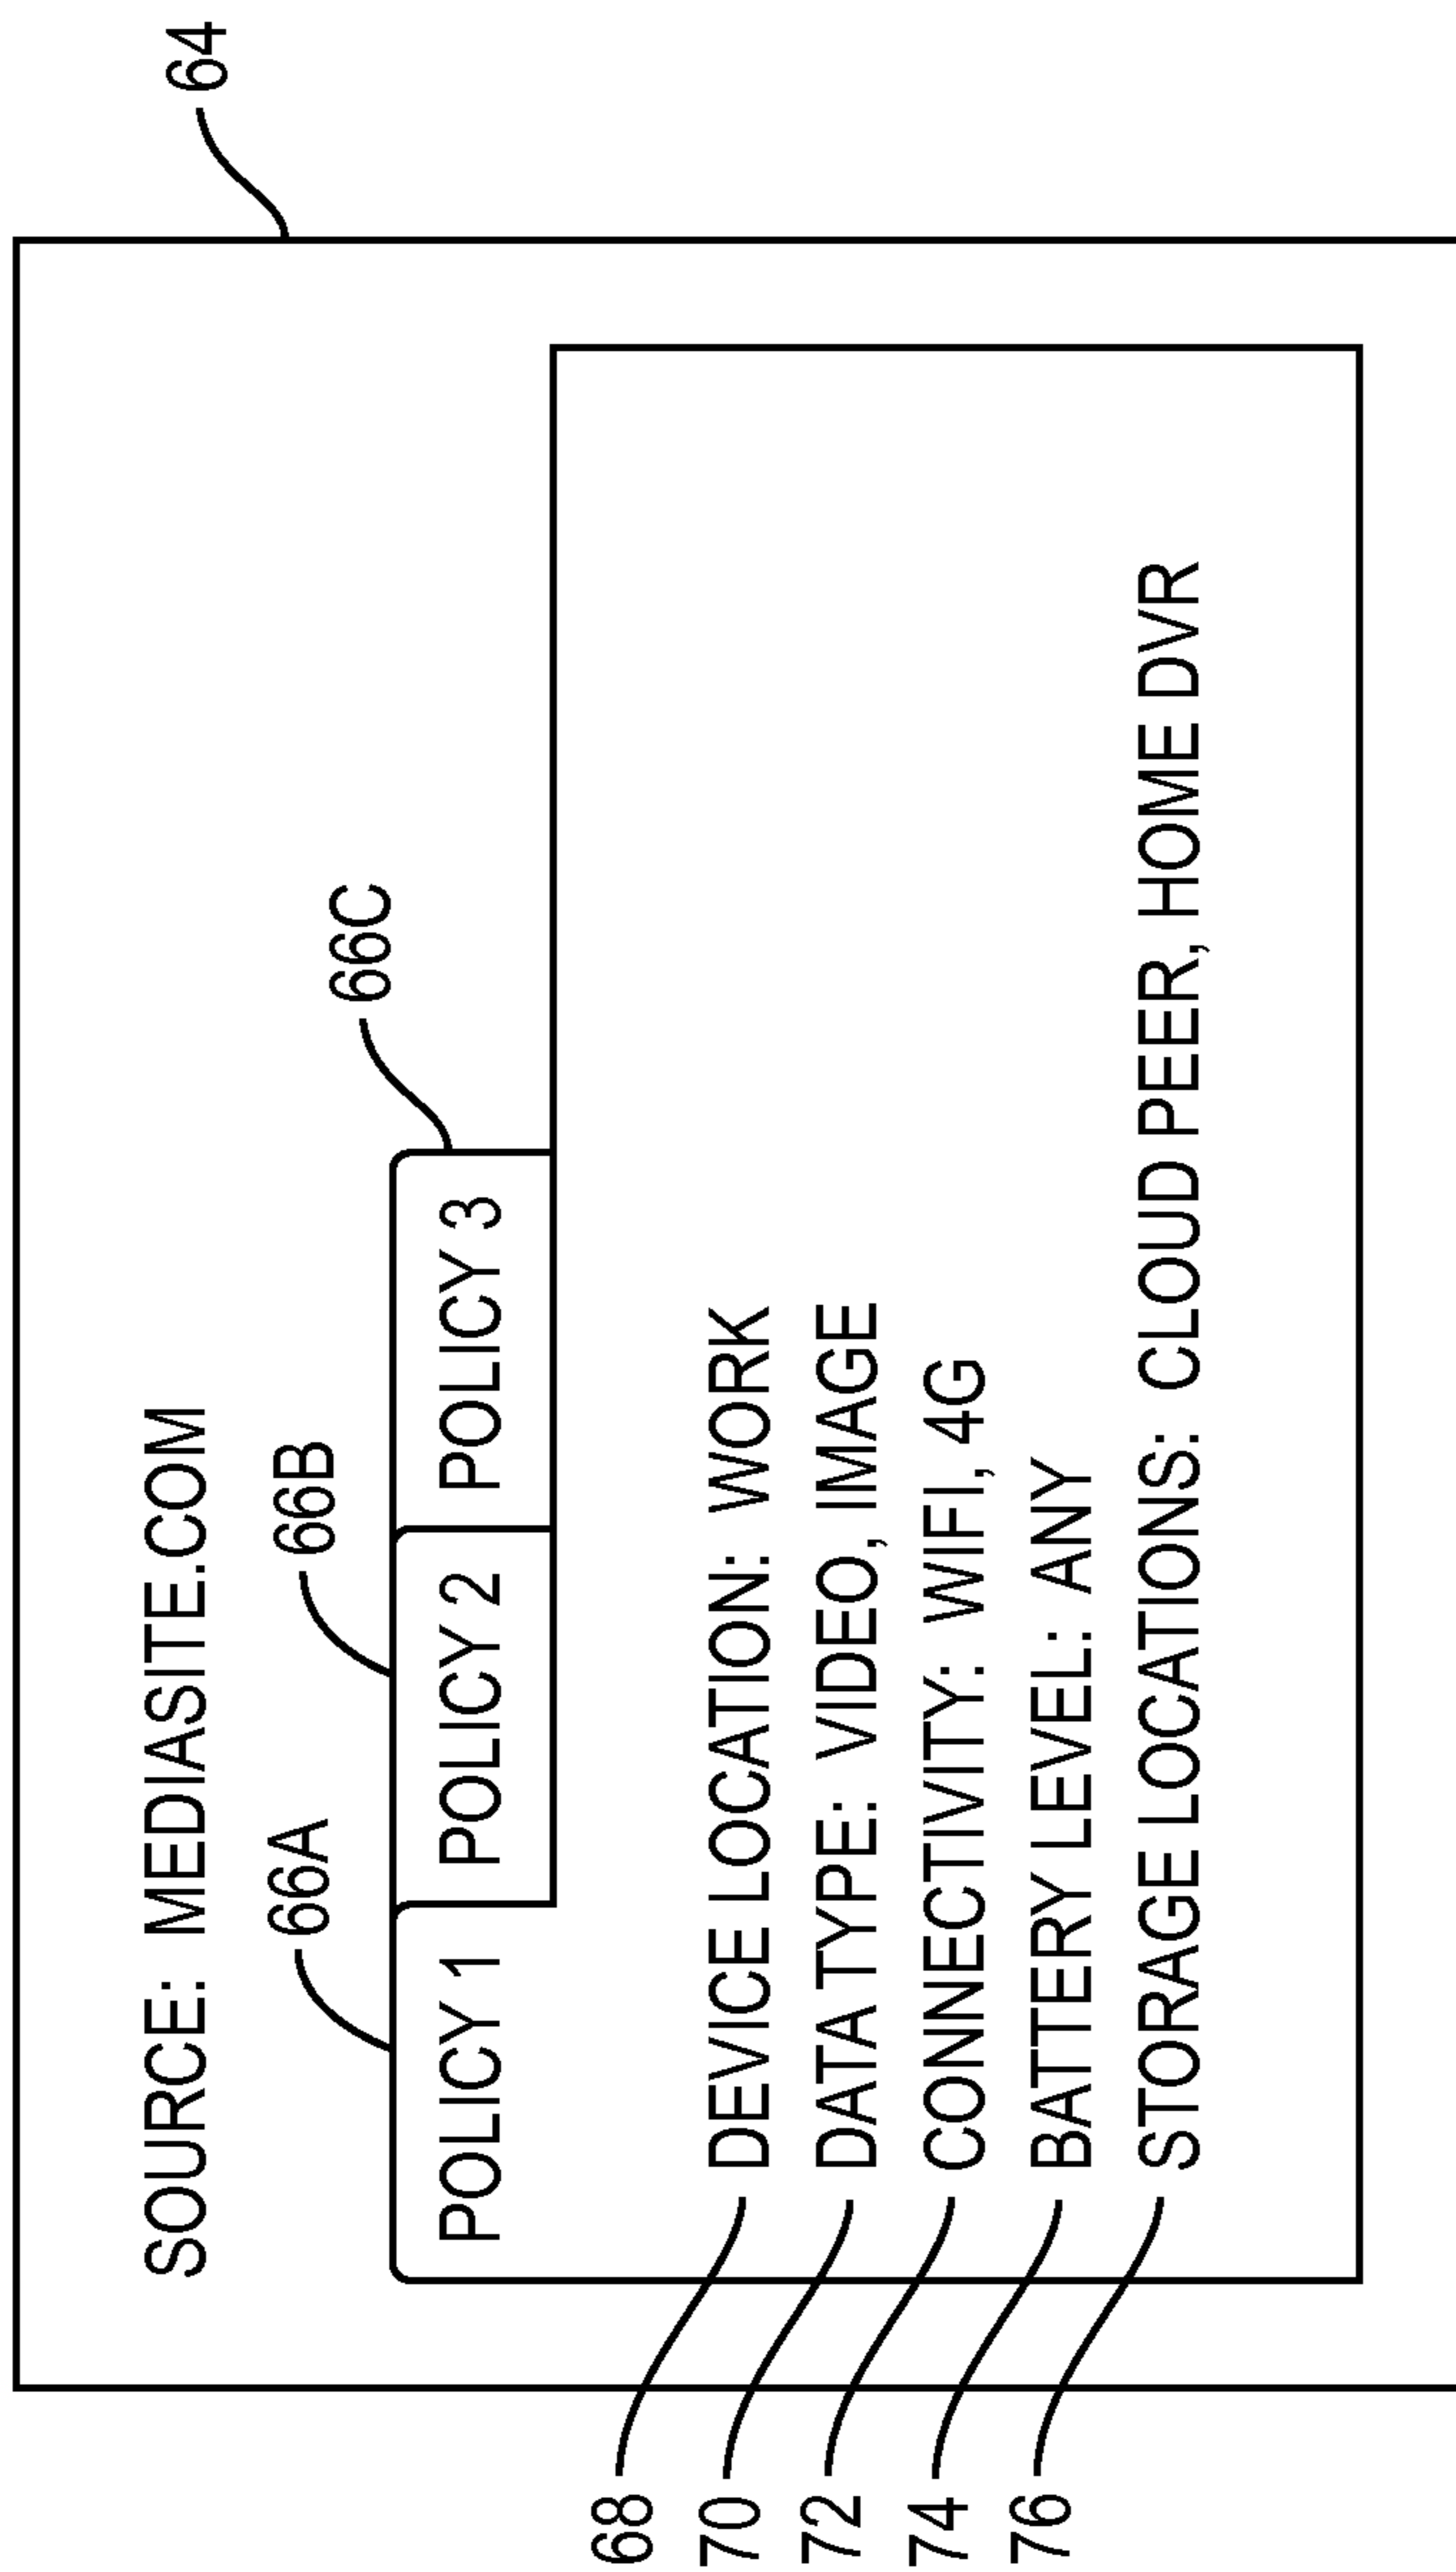 64
SOURCE: MEDIASITE.COM
66A
66B
66C
POLICY 1
POLICY 2
POLICY 3
68
DEVICE LOCATION: WORK
70
DATA TYPE: VIDEO, IMAGE
72
CONNECTIVITY: WIFI, 4G
74
BATTERY LEVEL: ANY
76
STORAGE LOCATIONS: CLOUD PEER, HOME DVR